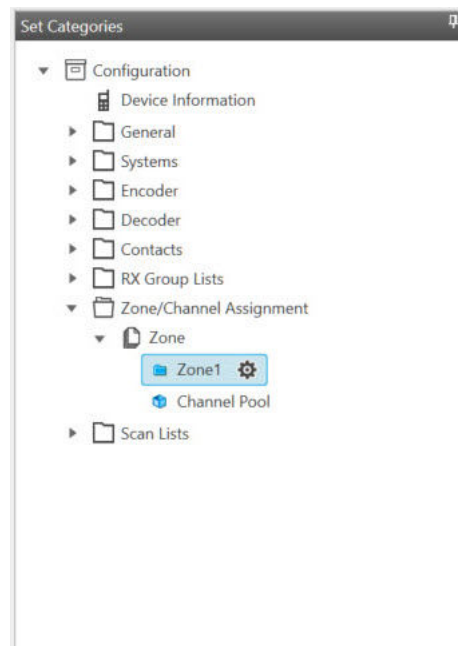 Set Categories
Configuration
Device Information
General
Systems
Encoder
Decoder
Contacts
RX Group Lists
Zone/Channel Assignment
Zone
Zone1
Channel Pool
Scan Lists